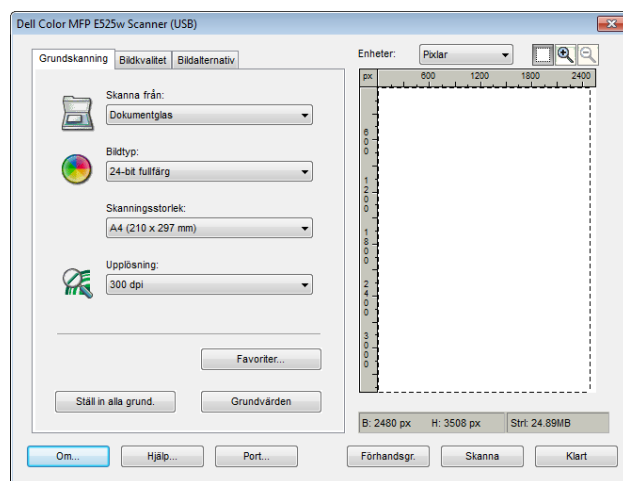 Dell Color MFP E525w Scanner (USB)
Grundskanning Bildkvalitet Bildalternativ
Skanna från:
Dokumentglas
Bildtyp:
24-bit fullfärg
Skanningsstorlek:
A4 (210 x 297 mm)
Upplösning:
300 dpi
Favoriter...
Ställ in alla grund. Grundvärden
Enheter: Pixlar
px 600 1200 1800 2400
600
1200
1800
2400
3000
B: 2480 px H: 3508 px Strl: 24.89MB
Om... Hjälp... Port... Förhandsgr. Skanna Klart